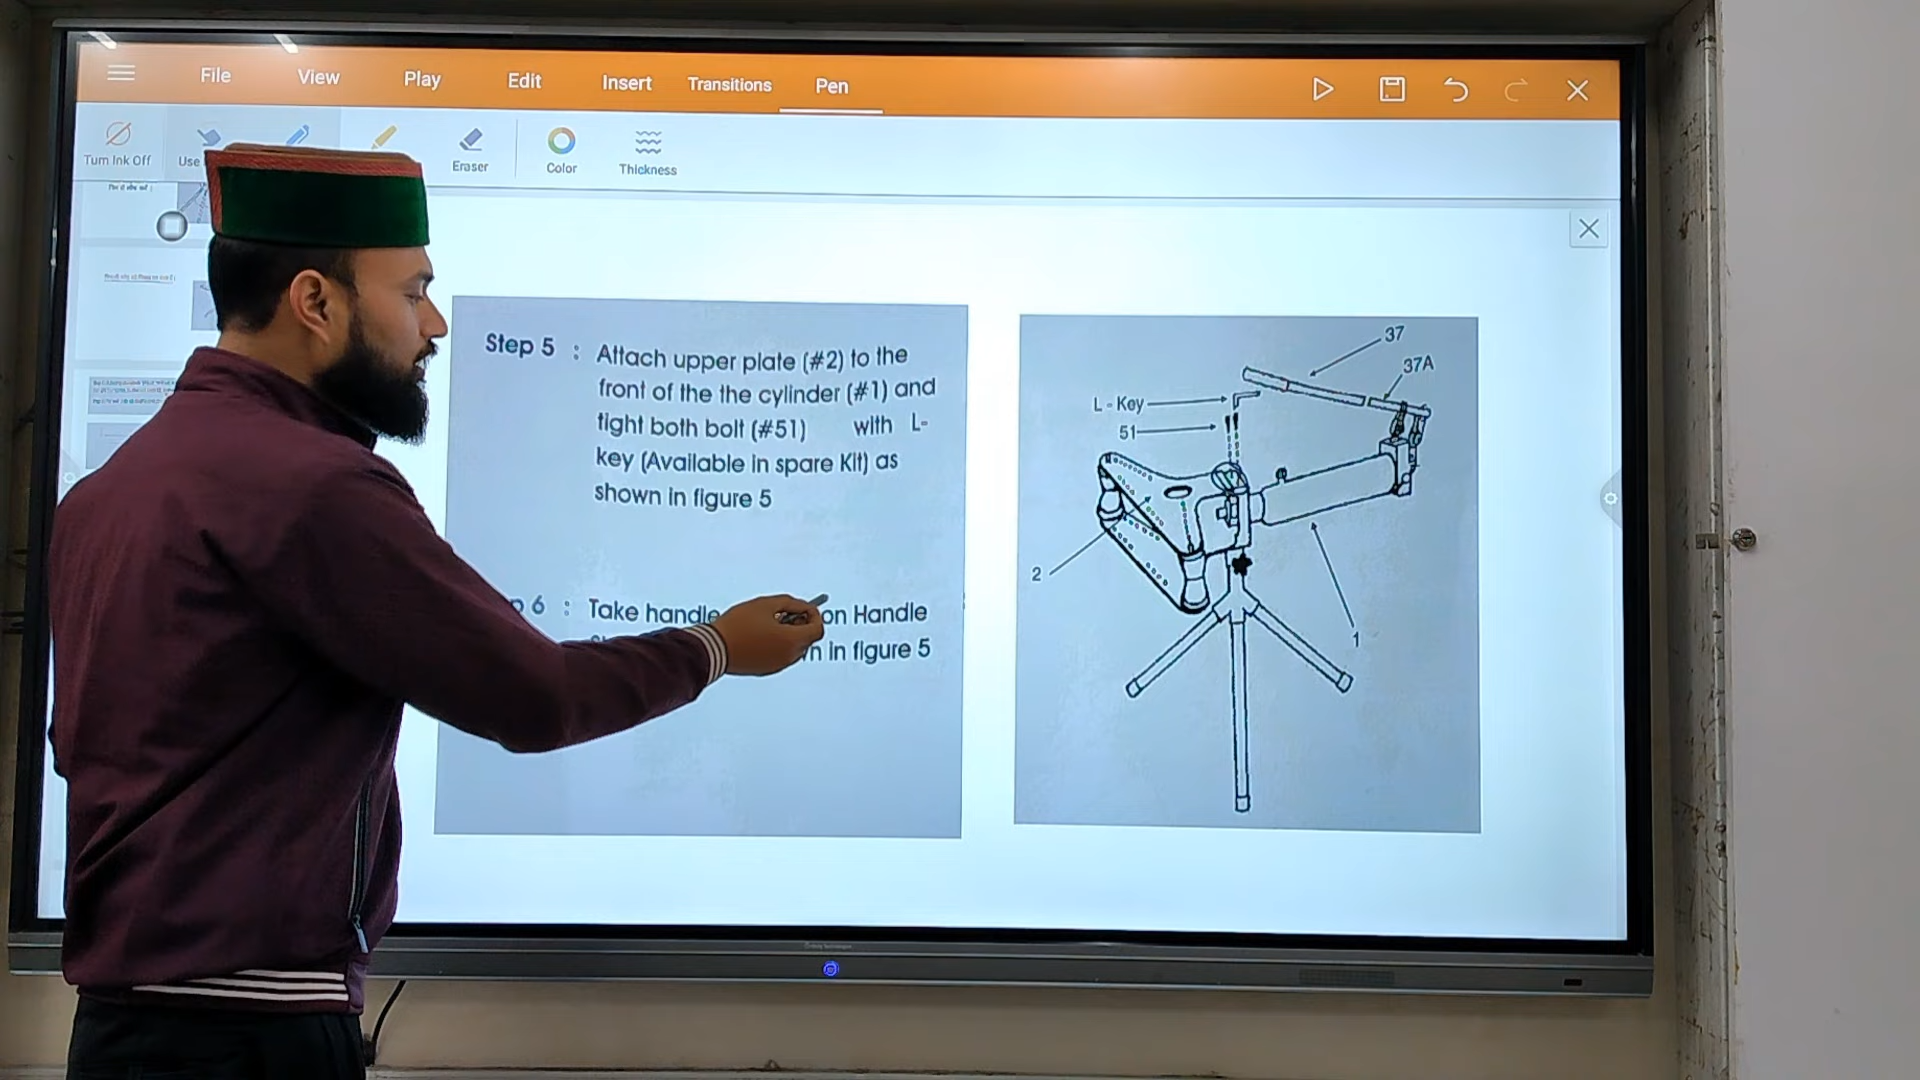 File View Play Edit Insert Transitions Pen
Turn Ink Off Use Eraser Color Thickness
Step 5 : Attach upper plate (#2) to the
front of the the cylinder (#1) and
tight both bolt (#51) with L-
key (Available in spare Kit) as
shown in figure 5
6 : Take handle on Handle
in figure 5
37
37A
L - Key
51
2
1